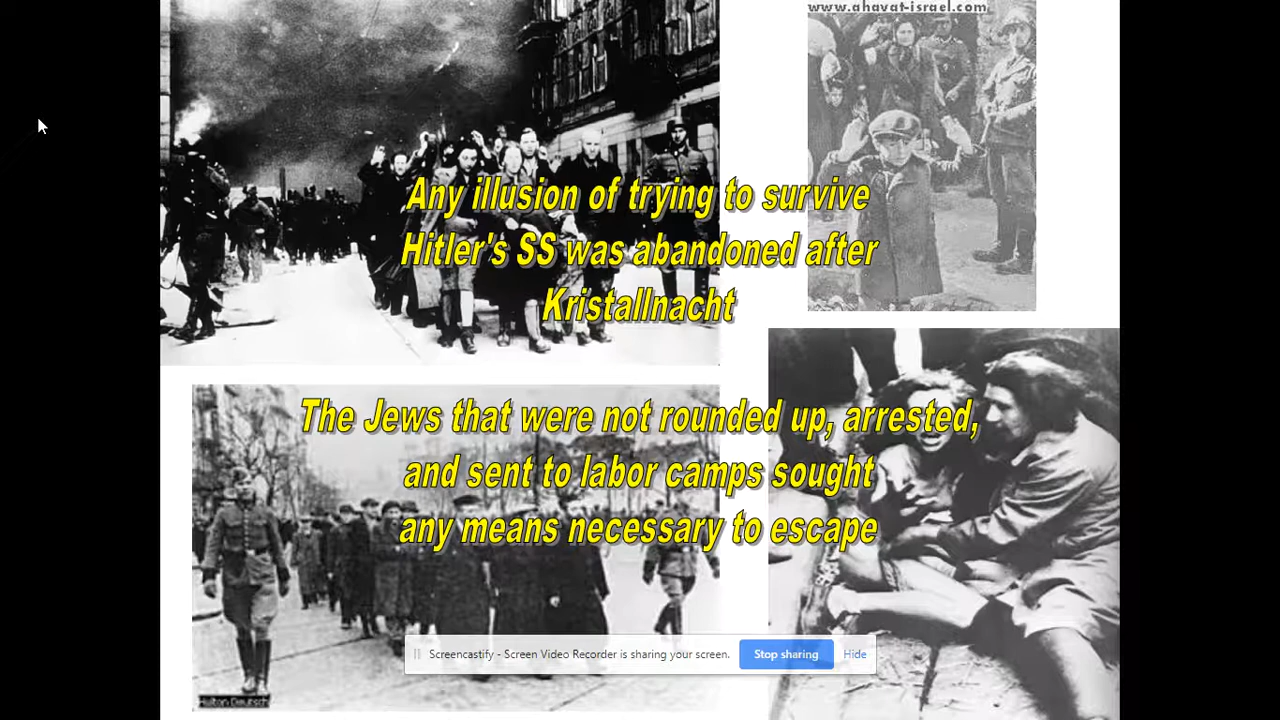 www.ahavat-israel.com
Any illusion of trying to survive
Hitler's SS was abandoned after
Kristallnacht
The Jews that were not rounded up, arrested,
and sent to labor camps sought
any means necessary to escape
Screencastify - Screen Video Recorder is sharing your screen. Stop sharing Hide
Hulton Deutsch